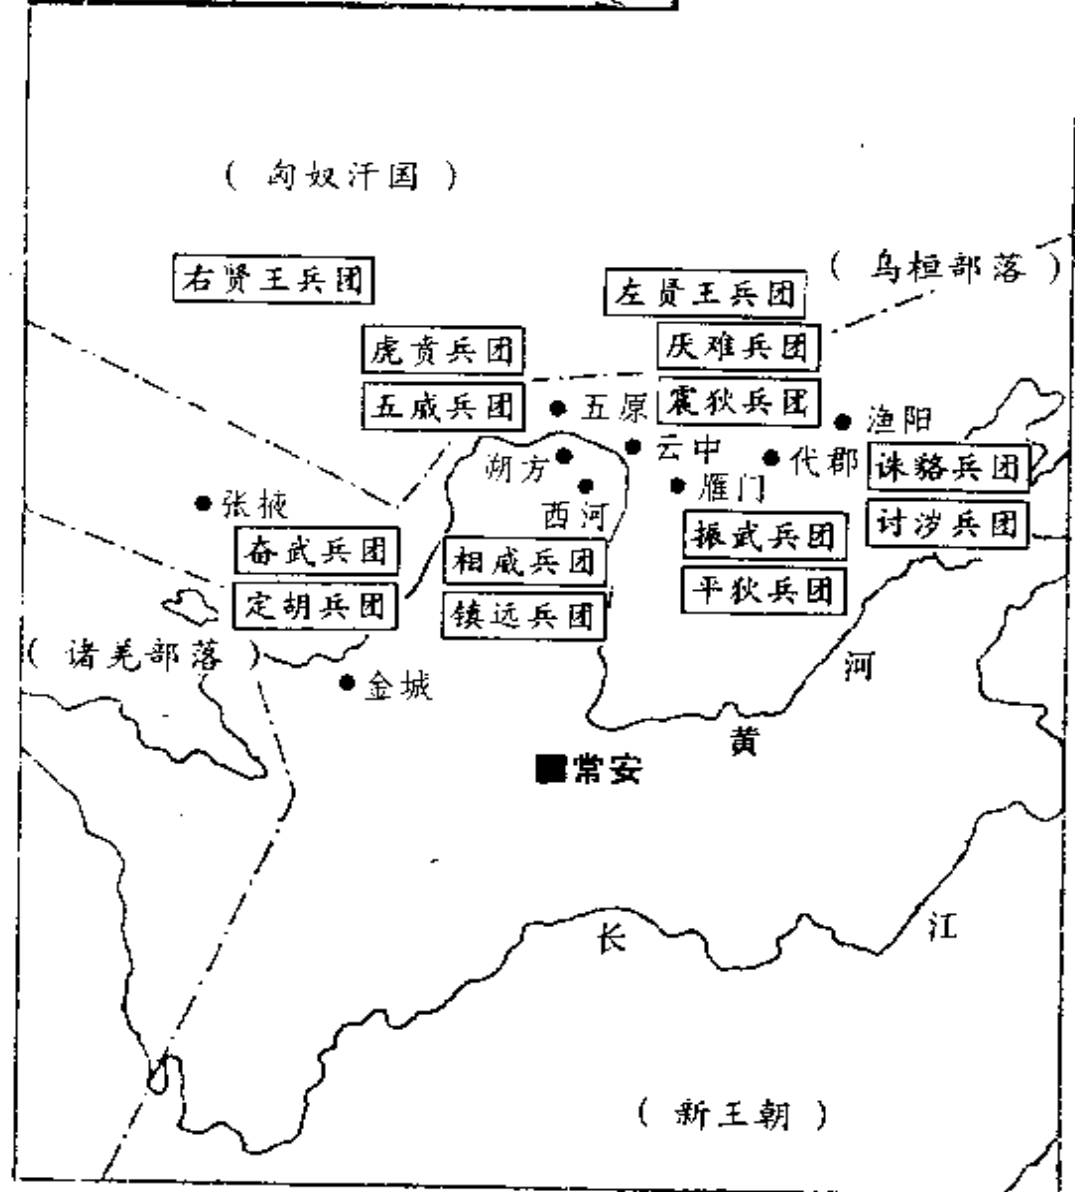 ( 匈奴汗国 )
( 乌桓部落 )
右贤王兵团
左贤王兵团
虎贲兵团
厌难兵团
五威兵团
五原
震狄兵团
渔阳
云中
代郡
朔方
诛貉兵团
雁门
张掖
西河
讨涉兵团
奋武兵团
相威兵团
振武兵团
定胡兵团
镇远兵团
平狄兵团
( 诸羌部落 )
金城
河
黄
常安
长
江
( 新王朝 )